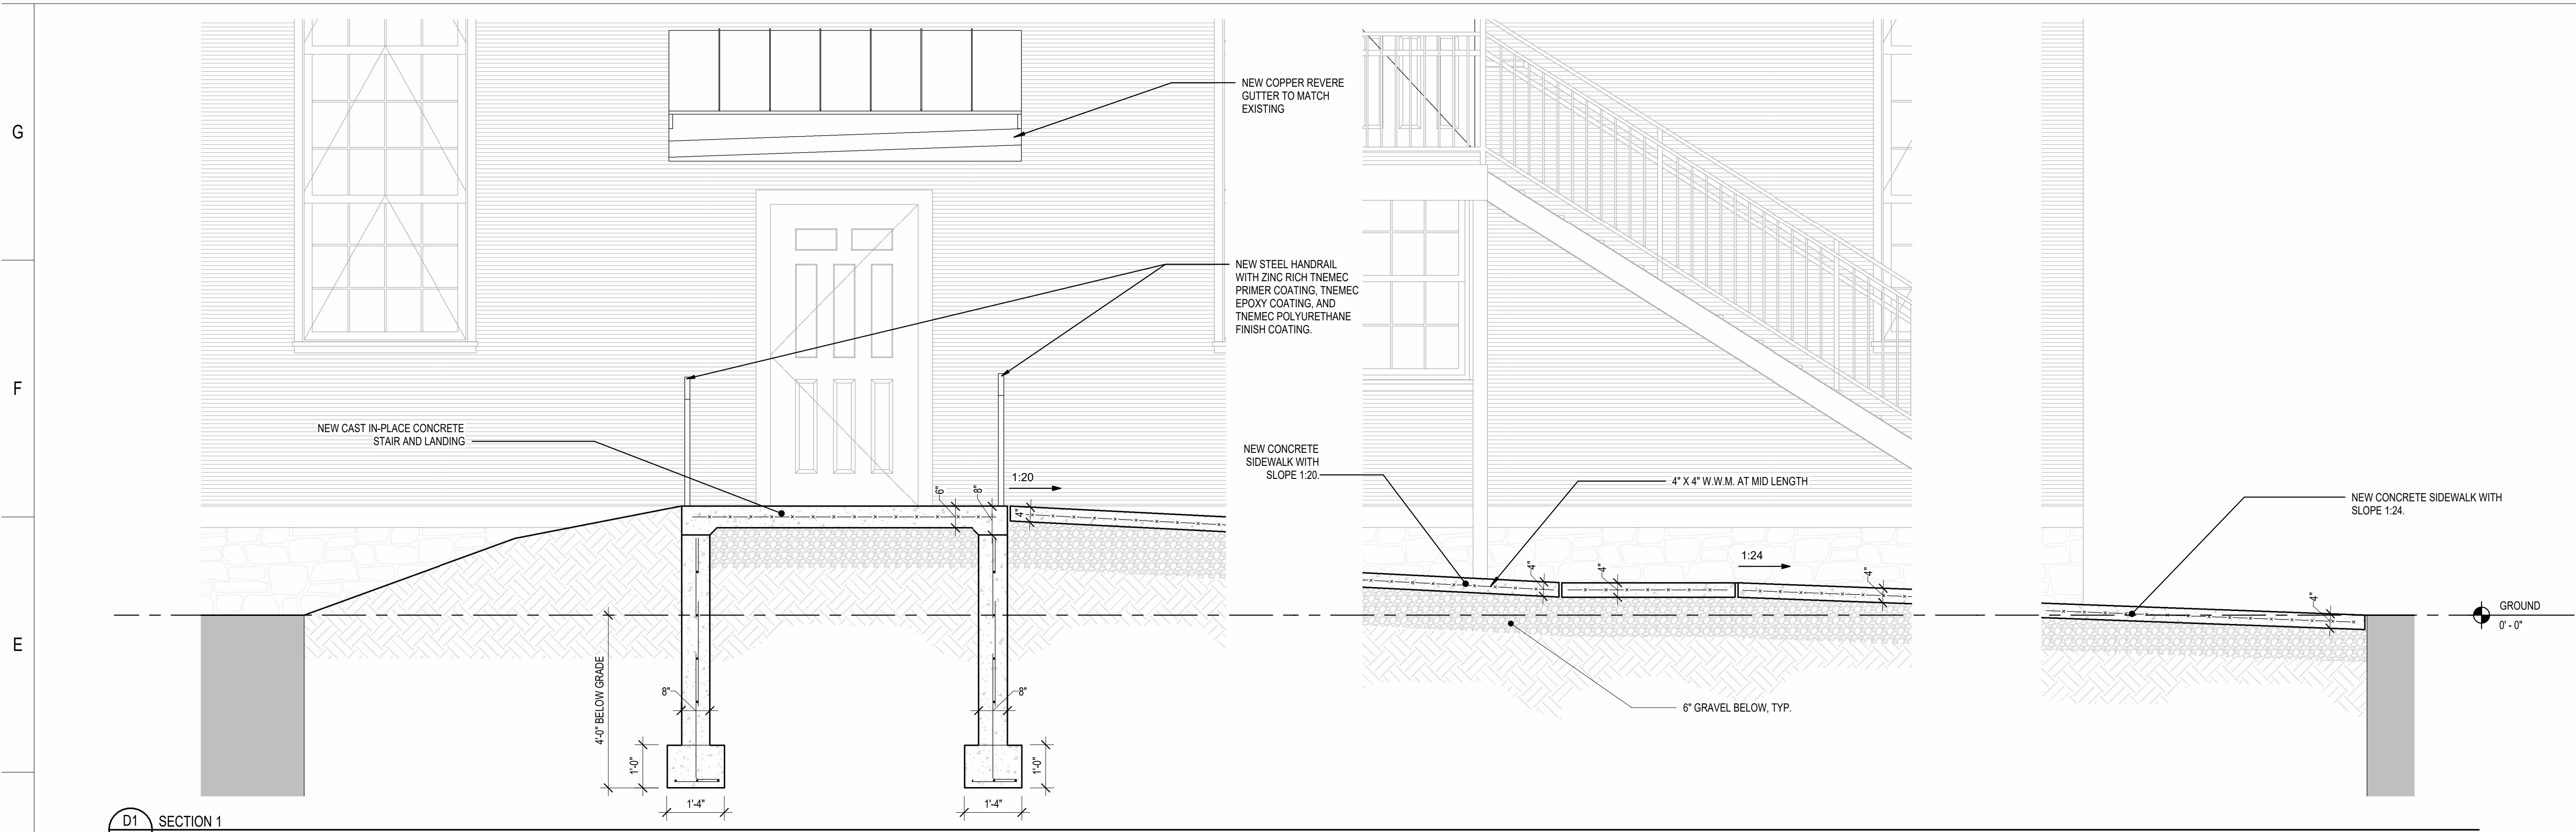 G
F
E
NEW COPPER REVERE
GUTTER TO MATCH
EXISTING
NEW STEEL HANDRAIL
WITH ZINC RICH TNEMEC
PRIMER COATING, TNEMEC
EPOXY COATING, AND
TNEMEC POLYURETHANE
FINISH COATING.
NEW CAST IN-PLACE CONCRETE
STAIR AND LANDING
6"
8"
1:20
4"
NEW CONCRETE
SIDEWALK WITH
SLOPE 1:20.
4" X 4" W.W.M. AT MID LENGTH
4"
4"
1:24
4"
NEW CONCRETE SIDEWALK WITH
SLOPE 1:24.
4"
GROUND
0' - 0"
4'-0" BELOW GRADE
8"
8"
6" GRAVEL BELOW, TYP.
1'-0"
1'-0"
1'-4"
1'-4"
D1
SECTION 1